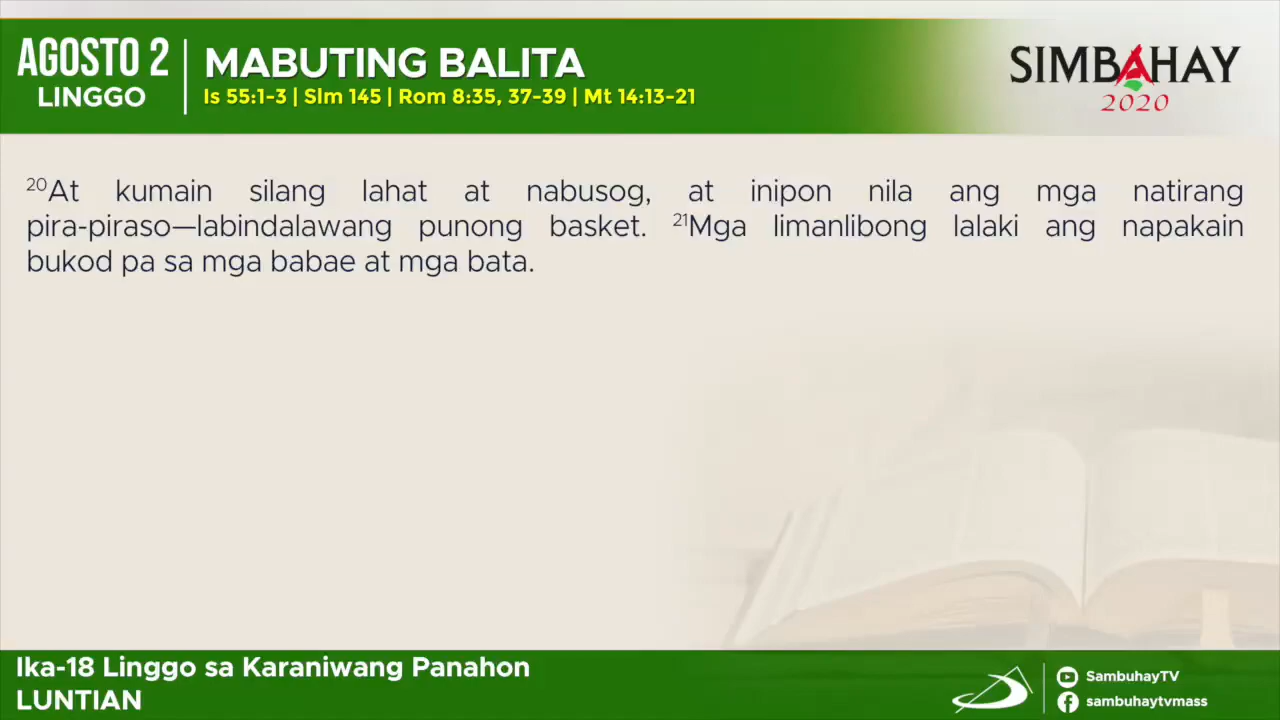 AGOSTO 2
LINGGO
MABUTING BALITA
Is 55:1-3 | Slm 145 | Rom 8:35, 37-39 | Mt 14:13-21
SIMBAHAY
2020
²⁰At kumain silang lahat at nabusog, at inipon nila ang mga natirang
pira-piraso—labindalawang punong basket. ²¹Mga limanlibong lalaki ang napakain
bukod pa sa mga babae at mga bata.
Ika-18 Linggo sa Karaniwang Panahon
LUNTIAN
SambuhayTV
sambuhaytvmass